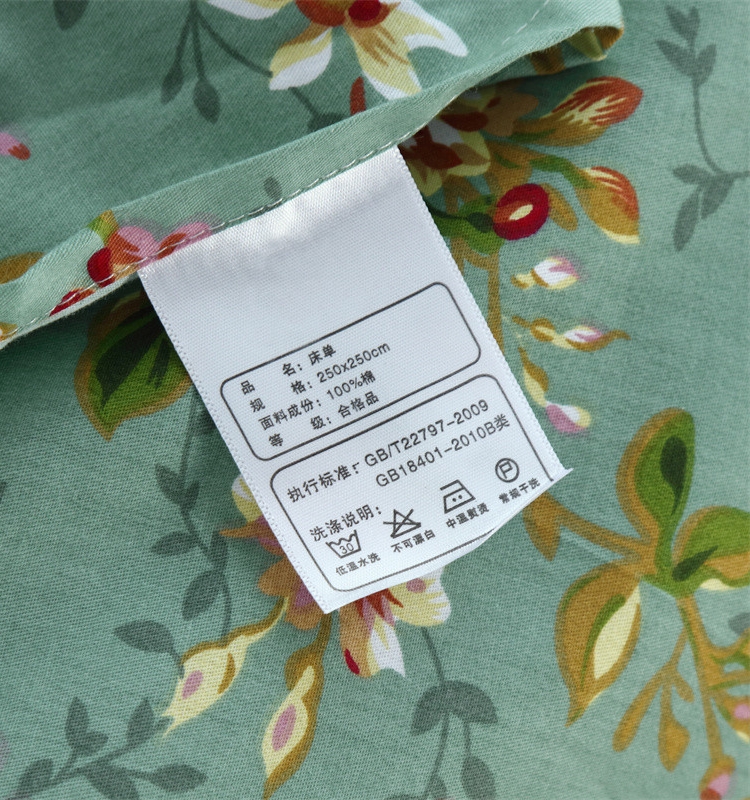 品 名：床单
规 格：250x250cm
面料成份：100%棉
等 级：合格品
执行标准：GB/T22797-2009
GB18401-2010B类
洗涤说明：
30 P
低温水洗 不可漂白 中温熨烫 常规干洗